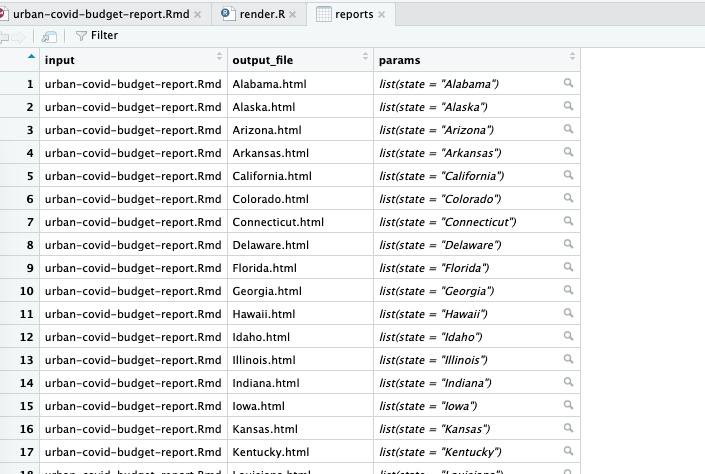 urban-covid-budget-report.Rmd × render.R × reports ×
Filter
input output_file params
1 urban-covid-budget-report.Rmd Alabama.html list(state = "Alabama")
2 urban-covid-budget-report.Rmd Alaska.html list(state = "Alaska")
3 urban-covid-budget-report.Rmd Arizona.html list(state = "Arizona")
4 urban-covid-budget-report.Rmd Arkansas.html list(state = "Arkansas")
5 urban-covid-budget-report.Rmd California.html list(state = "California")
6 urban-covid-budget-report.Rmd Colorado.html list(state = "Colorado")
7 urban-covid-budget-report.Rmd Connecticut.html list(state = "Connecticut")
8 urban-covid-budget-report.Rmd Delaware.html list(state = "Delaware")
9 urban-covid-budget-report.Rmd Florida.html list(state = "Florida")
10 urban-covid-budget-report.Rmd Georgia.html list(state = "Georgia")
11 urban-covid-budget-report.Rmd Hawaii.html list(state = "Hawaii")
12 urban-covid-budget-report.Rmd Idaho.html list(state = "Idaho")
13 urban-covid-budget-report.Rmd Illinois.html list(state = "Illinois")
14 urban-covid-budget-report.Rmd Indiana.html list(state = "Indiana")
15 urban-covid-budget-report.Rmd Iowa.html list(state = "Iowa")
16 urban-covid-budget-report.Rmd Kansas.html list(state = "Kansas")
17 urban-covid-budget-report.Rmd Kentucky.html list(state = "Kentucky")